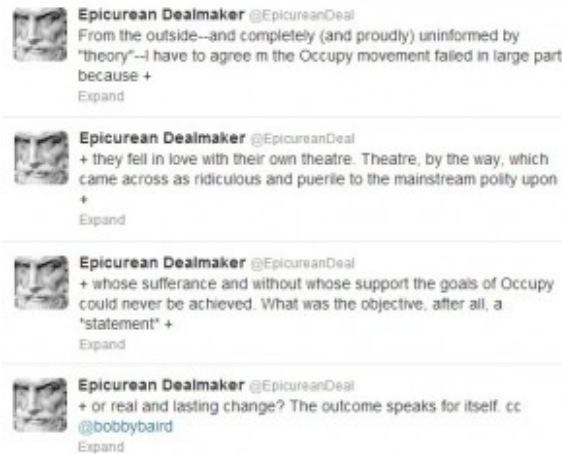 Epicurean Dealmaker @EpicureanDeal
From the outside--and completely (and proudly) uninformed by
"theory"--I have to agree m the Occupy movement failed in large part
because +
Expand
Epicurean Dealmaker @EpicureanDeal
+ they fell in love with their own theatre. Theatre, by the way, which
came across as ridiculous and puerile to the mainstream polity upon
+
Expand
Epicurean Dealmaker @EpicureanDeal
+ whose sufferance and without whose support the goals of Occupy
could never be achieved. What was the objective, after all, a
"statement" +
Expand
Epicurean Dealmaker @EpicureanDeal
+ or real and lasting change? The outcome speaks for itself. cc
@bobbybaird
Expand